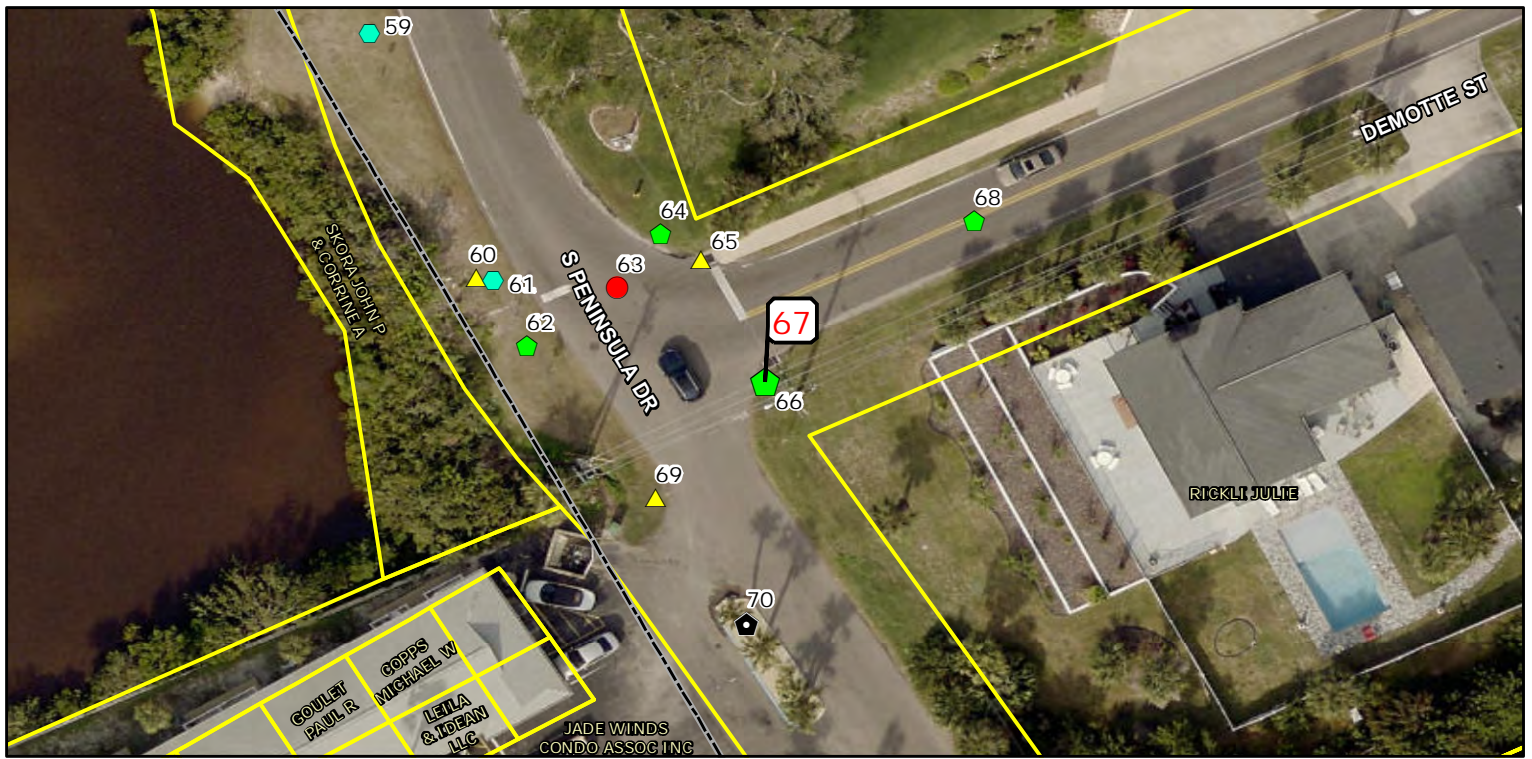 59
DEMOTTE ST
68
64
65
SKORA JOHN P
& CORRINE A
60
61
S PENINSULA DR
63
62
67
66
69
RICKLI JULIE
70
COPPS
MICHAEL W
GOULET
PAUL R
LEILA
& IDEAN
LLC
JADE WINDS
CONDO ASSOC INC